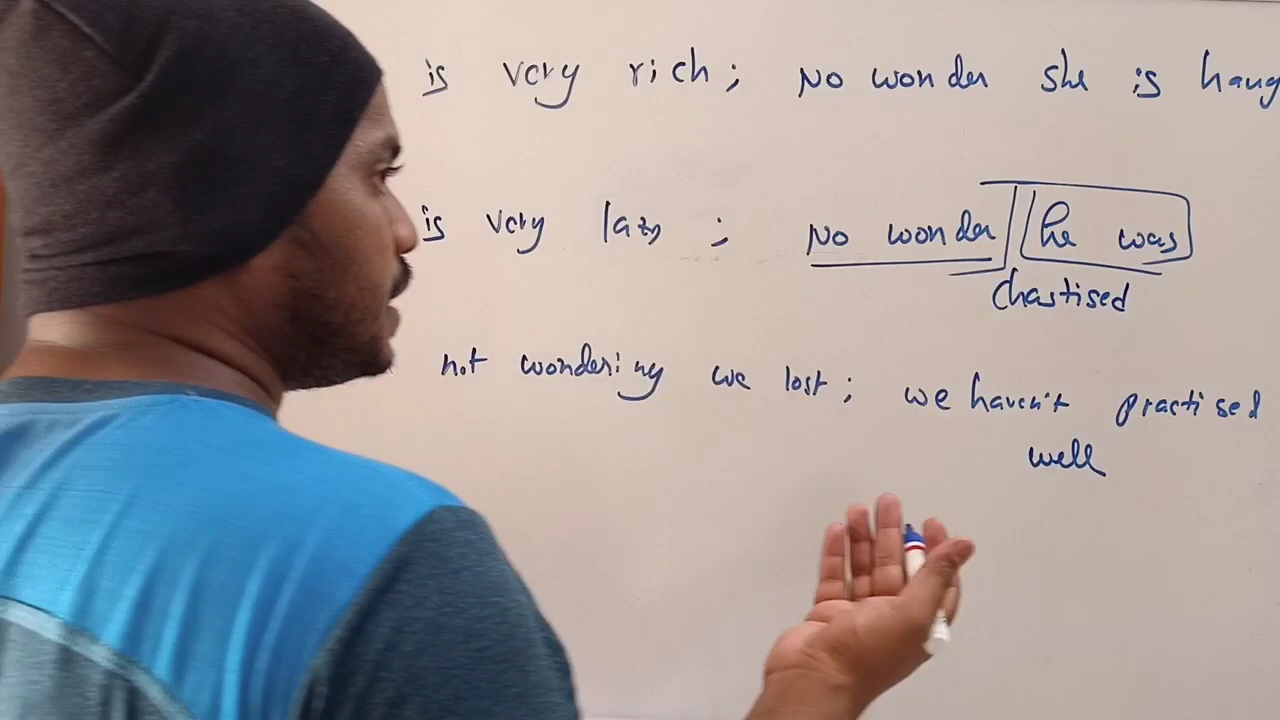 is very rich; No wonder she is haug
is very lazy; No wonder he was
chastised
not wondering we lost; we haven't practised
well